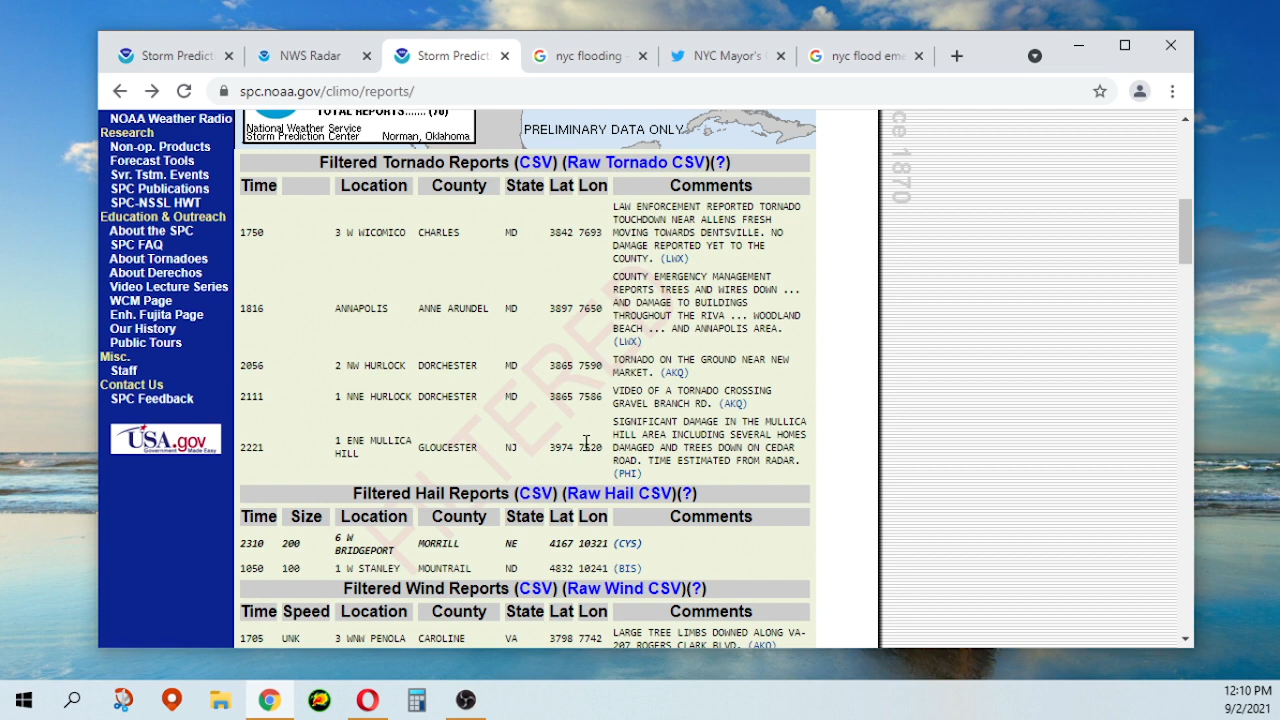 Storm Predict
NWS Radar
Storm Predict
nyc flooding -
NYC Mayor's
nyc flood eme
spc.noaa.gov/climo/reports/
NOAA Weather Radio
Research
Non-op. Products
Forecast Tools
Svr. Tstm. Events
SPC Publications
SPC-NSSL HWT
Education & Outreach
About the SPC
SPC FAQ
About Tornadoes
About Derechos
Video Lecture Series
WCM Page
Enh. Fujita Page
Our History
Public Tours
Misc.
Staff
Contact Us
SPC Feedback
USA.gov
Government Made Easy
TOTAL REPORTS....... (70)
National Weather Service
Storm Prediction Center Norman, Oklahoma
PRELIMINARY DATA ONLY
Filtered Tornado Reports (CSV) (Raw Tornado CSV)(?)
Time Location County State Lat Lon Comments
1750 3 W WICOMICO CHARLES MD 3842 7693 LAW ENFORCEMENT REPORTED TORNADO
TOUCHDOWN NEAR ALLENS FRESH
MOVING TOWARDS DENTSVILLE. NO
DAMAGE REPORTED YET TO THE
COUNTY. (LWX)
1816 ANNAPOLIS ANNE ARUNDEL MD 3897 7650 COUNTY EMERGENCY MANAGEMENT
REPORTS TREES AND WIRES DOWN ...
AND DAMAGE TO BUILDINGS
THROUGHOUT THE RIVA ... WOODLAND
BEACH ... AND ANNAPOLIS AREA.
(LWX)
2056 2 NW HURLOCK DORCHESTER MD 3865 7590 TORNADO ON THE GROUND NEAR NEW
MARKET. (AKQ)
2111 1 NNE HURLOCK DORCHESTER MD 3865 7586 VIDEO OF A TORNADO CROSSING
GRAVEL BRANCH RD. (AKQ)
2221 1 ENE MULLICA
HILL GLOUCESTER NJ 3974 7520 SIGNIFICANT DAMAGE IN THE MULLICA
HILL AREA INCLUDING SEVERAL HOMES
DAMAGED AND TREES DOWN ON CEDAR
ROAD. TIME ESTIMATED FROM RADAR.
(PHI)
Filtered Hail Reports (CSV) (Raw Hail CSV)(?)
Time Size Location County State Lat Lon Comments
2310 200 6 W
BRIDGEPORT MORRILL NE 4167 10321 (CYS)
1050 100 1 W STANLEY MOUNTRAIL ND 4832 10241 (BIS)
Filtered Wind Reports (CSV) (Raw Wind CSV)(?)
Time Speed Location County State Lat Lon Comments
1705 UNK 3 WNW PENOLA CAROLINE VA 3798 7742 LARGE TREE LIMBS DOWNED ALONG VA-
207 ROGERS CLARK BLVD. (AKQ)
ce 1870
12:10 PM
9/2/2021